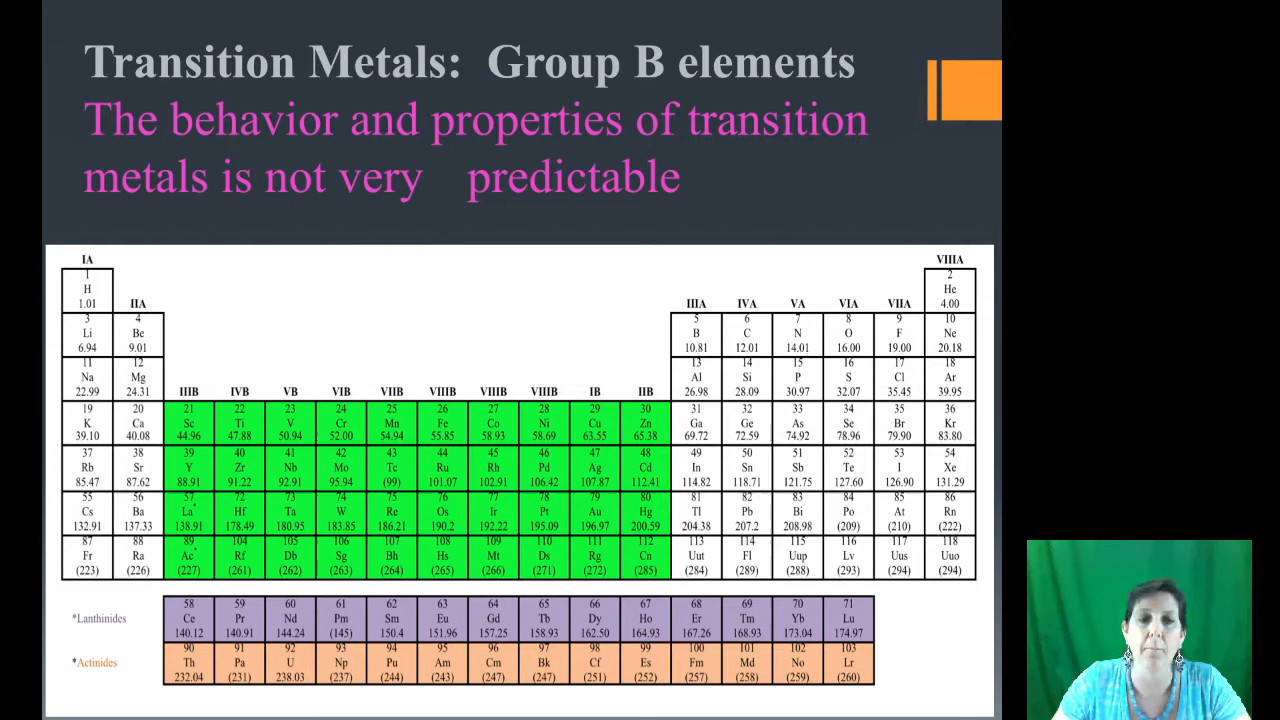 Transition Metals: Group B elements
The behavior and properties of transition
metals is not very predictable
IA VIIIA
1 2
H He
1.01 IIA IIIA IVA VA VIA VIIA 4.00
3 4 5 6 7 8 9 10
Li Be B C N O F Ne
6.94 9.01 10.81 12.01 14.01 16.00 19.00 20.18
11 12 13 14 15 16 17 18
Na Mg Al Si P S Cl Ar
22.99 24.31 IIIB IVB VB VIB VIIB VIIIB VIIIB VIIIB IB IIB 26.98 28.09 30.97 32.07 35.45 39.95
19 20 21 22 23 24 25 26 27 28 29 30 31 32 33 34 35 36
K Ca Sc Ti V Cr Mn Fe Co Ni Cu Zn Ga Ge As Se Br Kr
39.10 40.08 44.96 47.88 50.94 52.00 54.94 55.85 58.93 58.69 63.55 65.38 69.72 72.59 74.92 78.96 79.90 83.80
37 38 39 40 41 42 43 44 45 46 47 48 49 50 51 52 53 54
Rb Sr Y Zr Nb Mo Tc Ru Rh Pd Ag Cd In Sn Sb Te I Xe
85.47 87.62 88.91 91.22 92.91 95.94 (99) 101.07 102.91 106.42 107.87 112.41 114.82 118.71 121.75 127.60 126.90 131.29
55 56 57 72 73 74 75 76 77 78 79 80 81 82 83 84 85 86
Cs Ba La* Hf Ta W Re Os Ir Pt Au Hg Tl Pb Bi Po At Rn
132.91 137.33 138.91 178.49 180.95 183.85 186.21 190.2 192.22 195.09 196.97 200.59 204.38 207.2 208.98 (209) (210) (222)
87 88 89 104 105 106 107 108 109 110 111 112 113 114 115 116 117 118
Fr Ra Ac* Rf Db Sg Bh Hs Mt Ds Rg Cn Uut Fl Uup Lv Uus Uuo
(223) (226) (227) (261) (262) (263) (264) (265) (266) (271) (272) (285) (284) (289) (288) (293) (294) (294)
58 59 60 61 62 63 64 65 66 67 68 69 70 71
*Lanthinides Ce Pr Nd Pm Sm Eu Gd Tb Dy Ho Er Tm Yb Lu
140.12 140.91 144.24 (145) 150.4 151.96 157.25 158.93 162.50 164.93 167.26 168.93 173.04 174.97
90 91 92 93 94 95 96 97 98 99 100 101 102 103
*Actinides Th Pa U Np Pu Am Cm Bk Cf Es Fm Md No Lr
232.04 (231) 238.03 (237) (244) (243) (247) (247) (251) (252) (257) (258) (259) (260)